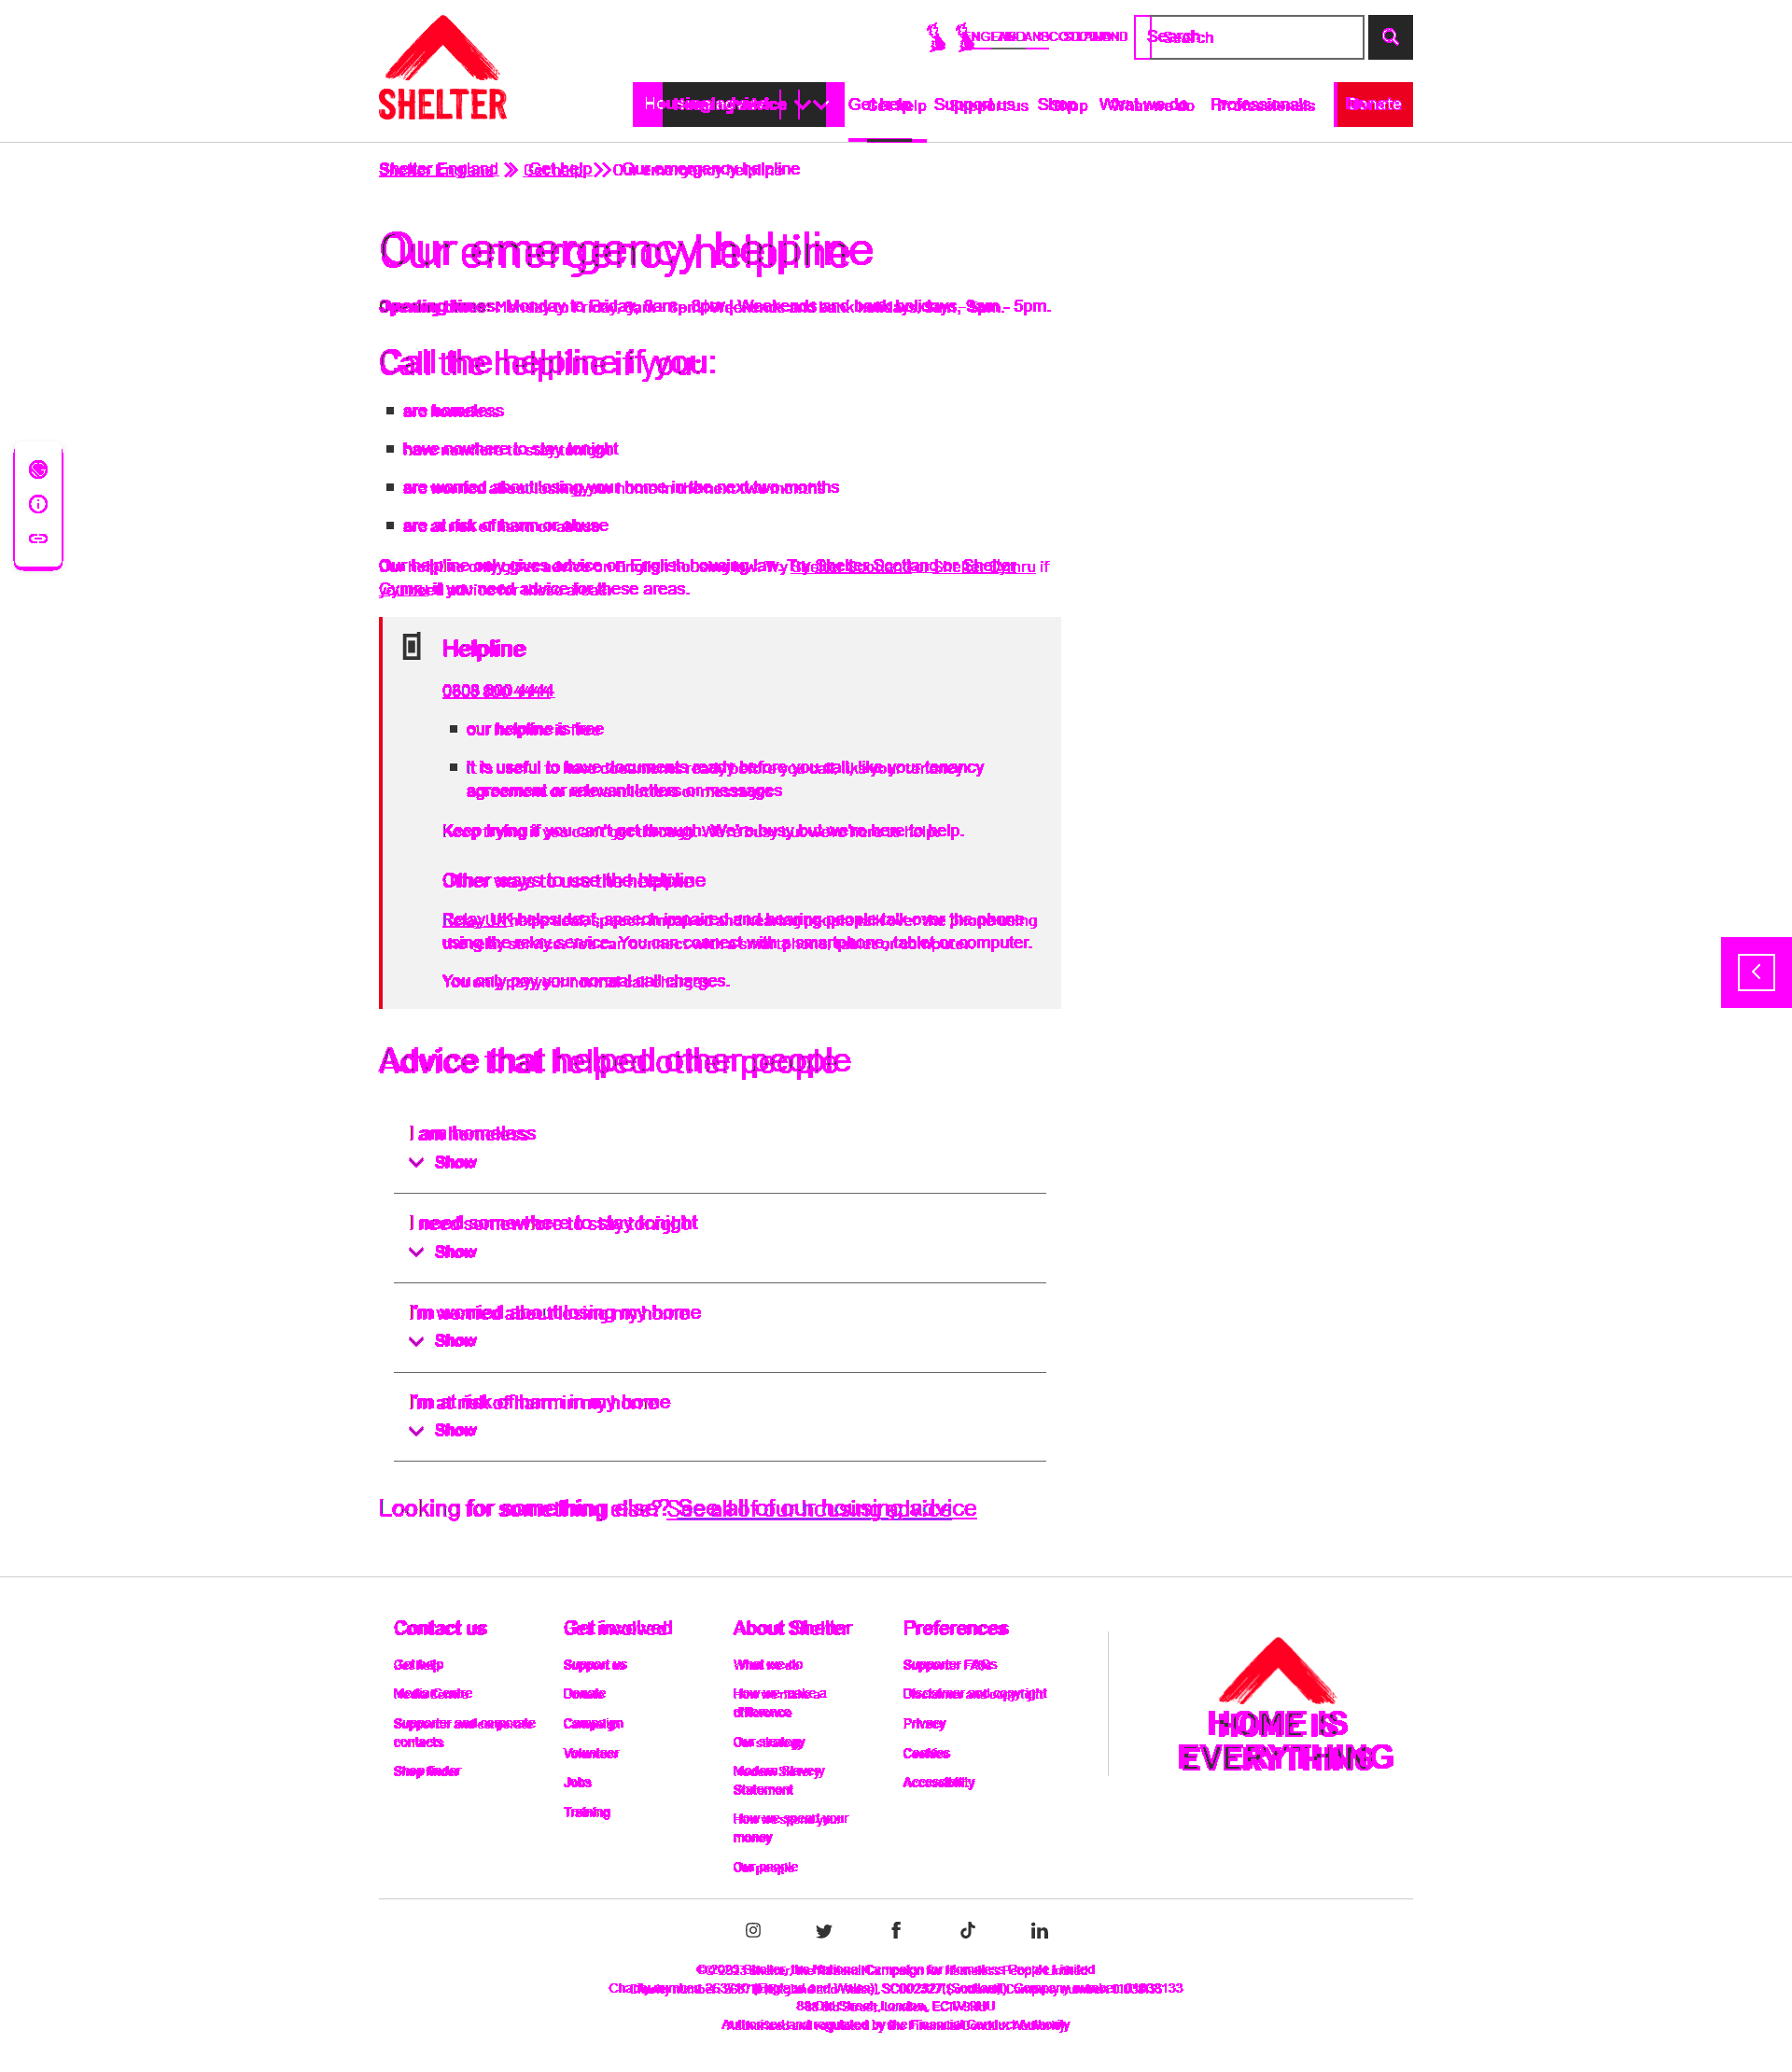 SHELTER
ENGLAND SCOTLAND Search
Housing advice Get help Support us Shop What we do Professionals Donate
Shelter England Get help Our emergency helpline
Our emergency helpline
Opening times: Monday to Friday, 8am - 8pm | Weekends and bank holidays, 9am - 5pm.
Call the helpline if you:
are homeless
have nowhere to stay tonight
are worried about losing your home in the next two months
are at risk of harm or abuse
Our helpline only gives advice on English housing law. Try Shelter Scotland or Shelter
Cymru if you need advice for these areas.
Helpline
0808 800 4444
our helpline is free
it is useful to have documents ready before you call, like your tenancy
agreement or relevant letters or messages
Keep trying if you can't get through. We're busy but we're here to help.
Other ways to use the helpline
Relay UK helps deaf, speech impaired and hearing people talk over the phone
using the relay service. You can connect with a smartphone, tablet or computer.
You only pay your normal call charges.
Advice that helped other people
I am homeless
Show
I need somewhere to stay tonight
Show
I'm worried about losing my home
Show
I'm at risk of harm in my home
Show
Looking for something else? See all of our housing advice
Contact us
Get help
Media Centre
Supporter and corporate
contacts
Shop finder
Get involved
Support us
Donate
Campaign
Volunteer
Jobs
Training
About Shelter
What we do
How we make a
difference
Our strategy
Modern Slavery
Statement
How we spend your
money
Our people
Preferences
Supporter FAQs
Disclaimer and copyright
Privacy
Cookies
Accessibility
HOME IS
EVERYTHING
© 2023 Shelter, the National Campaign for Homeless People Limited
Charity number: (England and Wales), SC002327 (Scotland), Company number:
88 Old Street, London, EC1V 9HU
Authorised and regulated by the Financial Conduct Authority